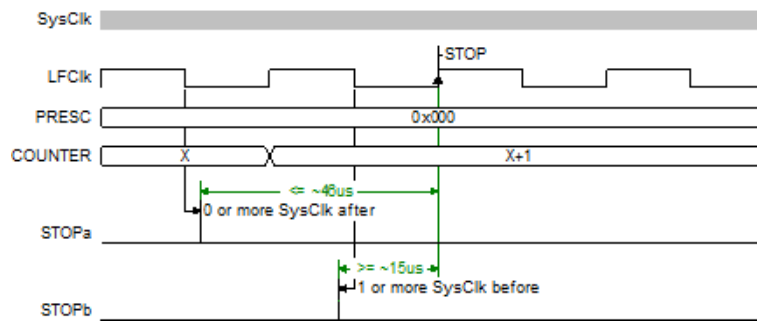 SysClk
STOP
LFClk
PRESC
0x000
COUNTER
X
X+1
<= ~46us
0 or more SysClk after
STOPa
>= ~15us
1 or more SysClk before
STOPb